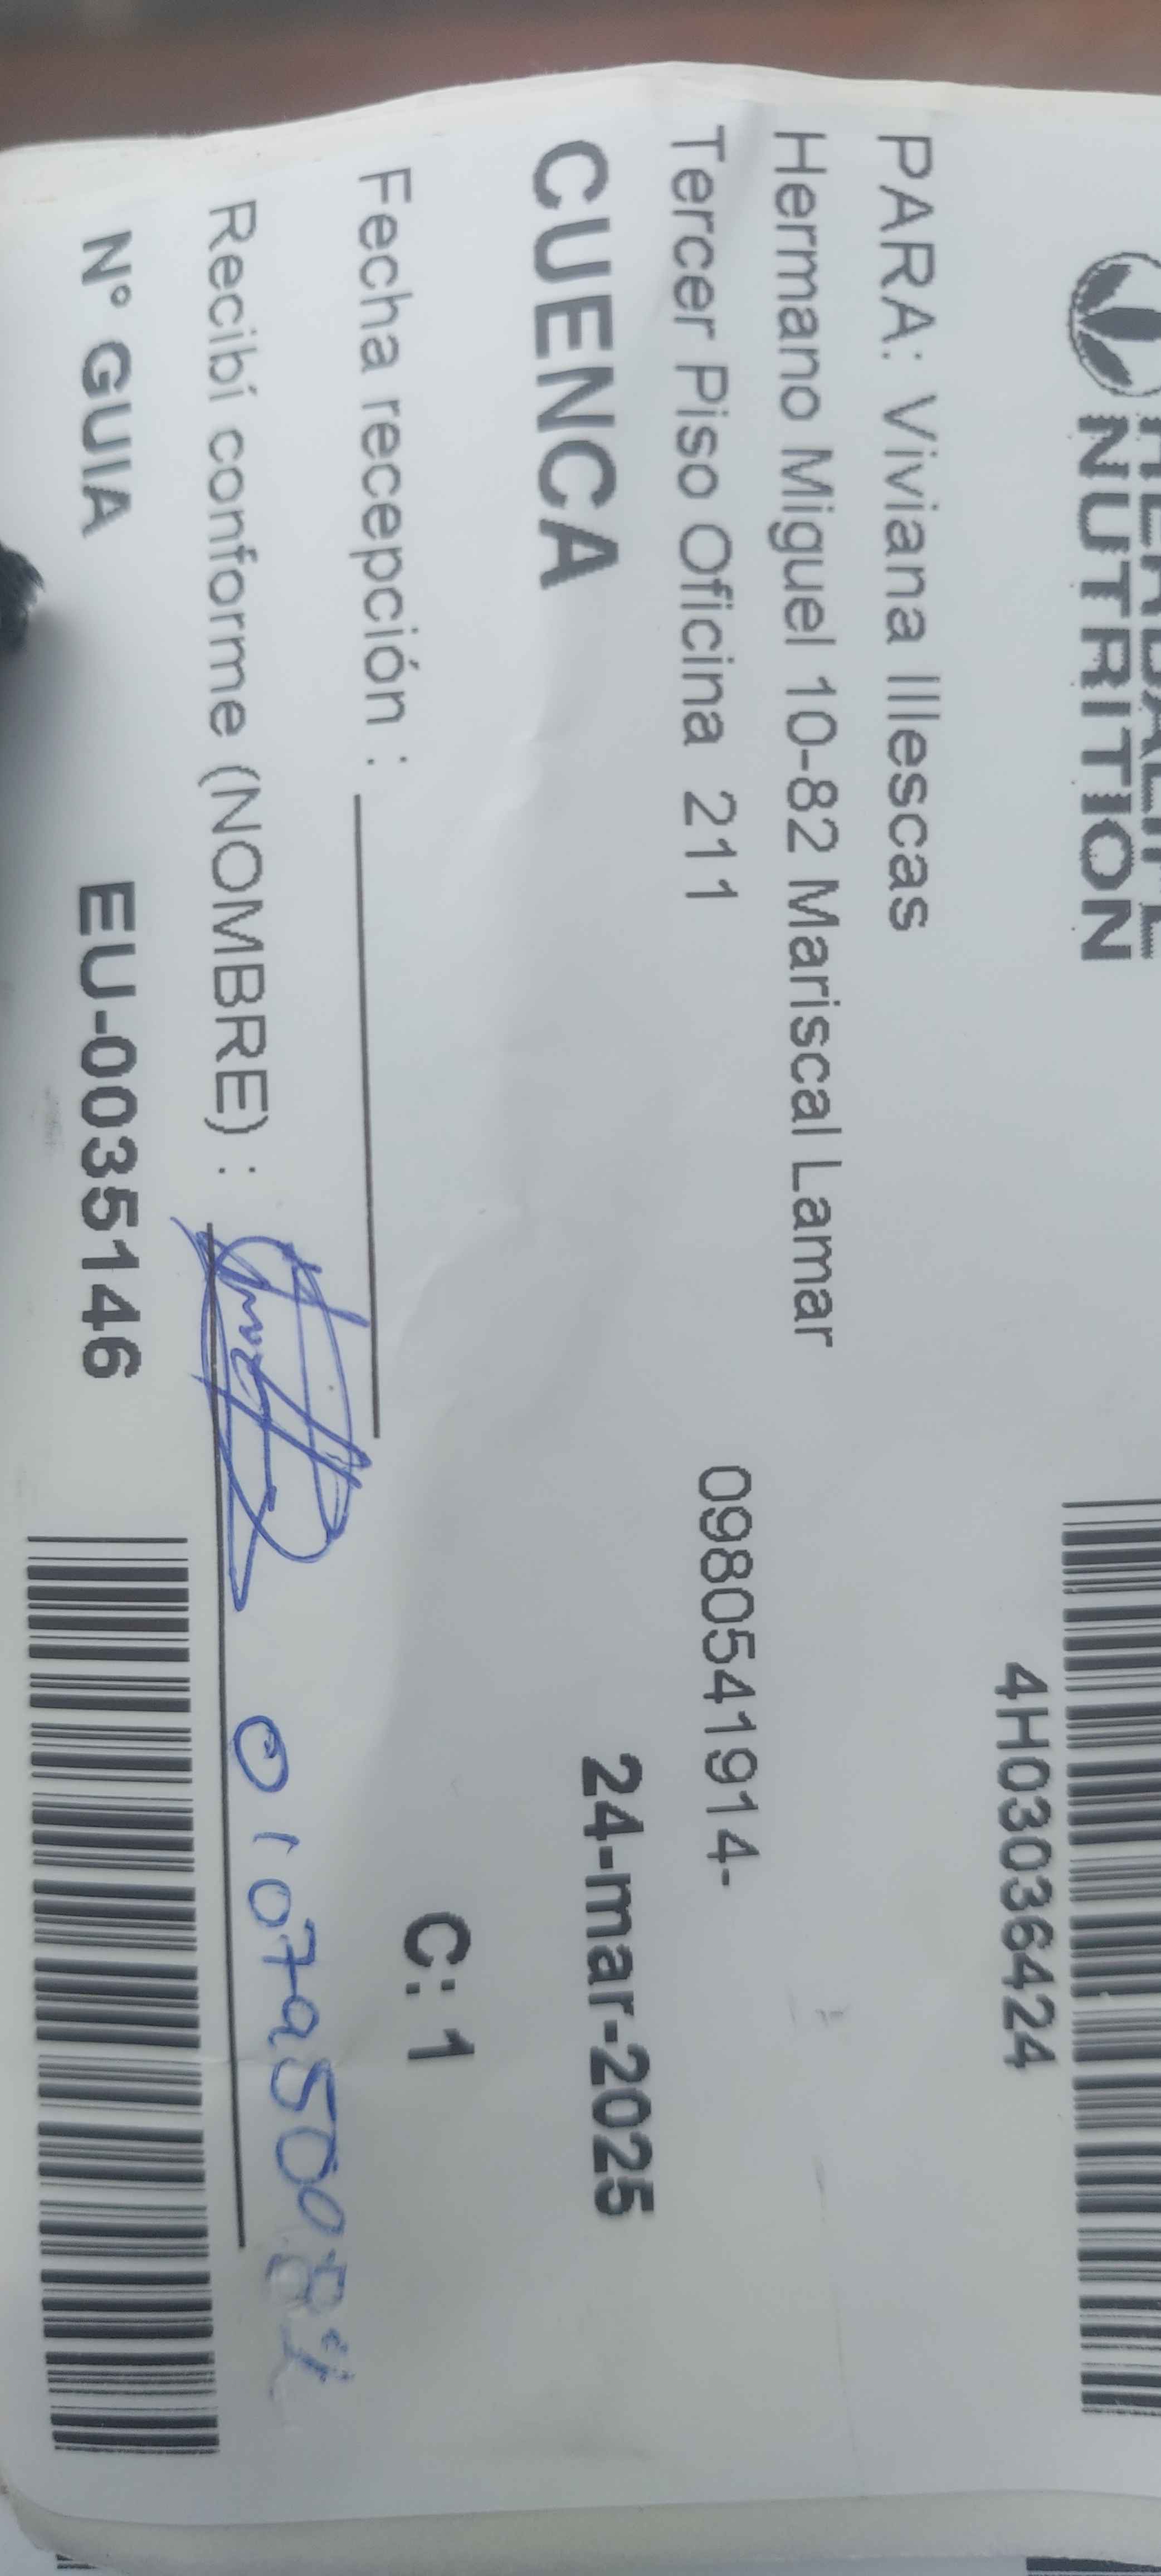 NUTRITION
4H03036424
PARA: Viviana Illescas
Hermano Miguel 10-82 Mariscal Lamar
Tercer Piso Oficina 211 0980541914-
CUENCA 24-mar-2025
Fecha recepción :
C: 1
Recibí conforme (NOMBRE) :
N° GUIA EU-0035146